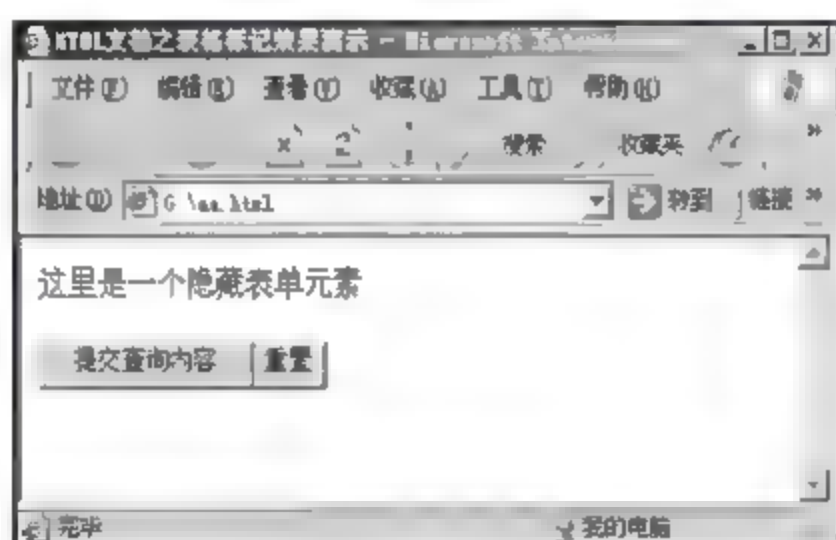 HTML文档之表格标记效果演示 - Microsoft
文件(F) 编辑(E) 查看(V) 收藏(A) 工具(T) 帮助(H)
搜索 收藏夹 »
地址(D) G:\aa.html 转到 链接 »
这里是一个隐藏表单元素
提交查询内容 重置
完毕 我的电脑